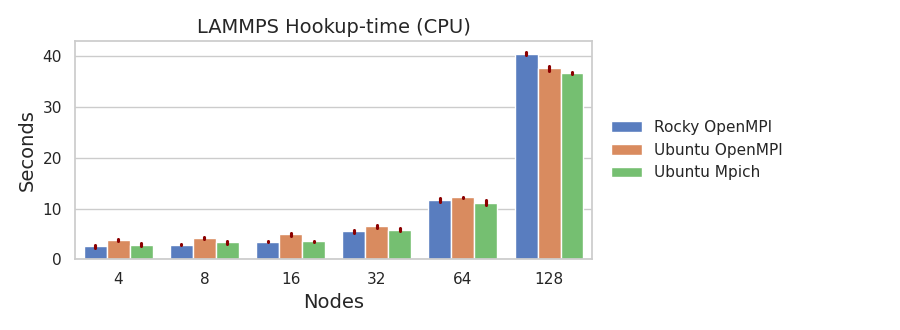 LAMMPS Hookup-time (CPU)
Seconds
40
30
20
10
0
4 8 16 32 64 128
Nodes
Rocky OpenMPI
Ubuntu OpenMPI
Ubuntu Mpich